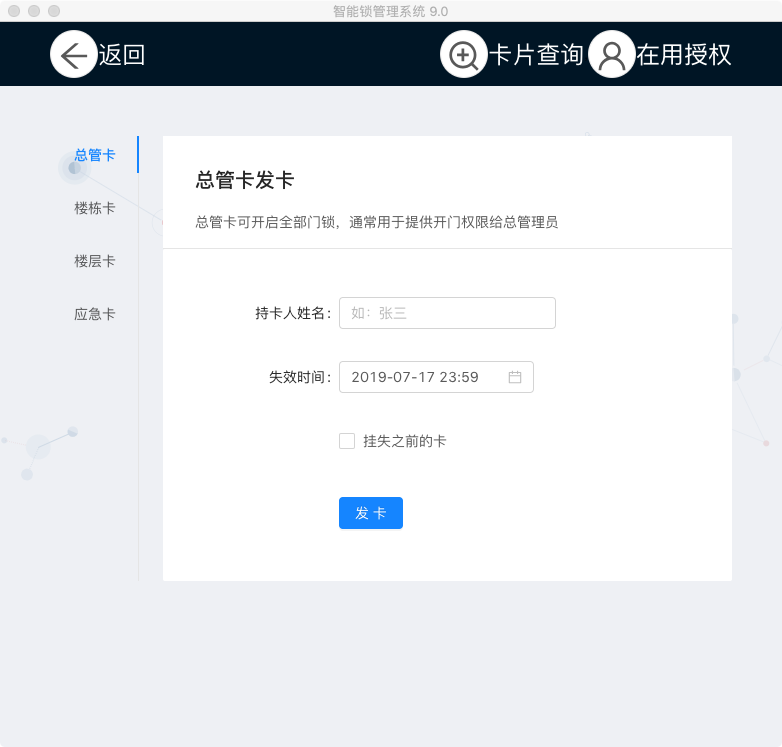 智能锁管理系统 9.0
返回
卡片查询
在用授权
总管卡
楼栋卡
楼层卡
应急卡
总管卡发卡
总管卡可开启全部门锁，通常用于提供开门权限给总管理员
持卡人姓名：
如：张三
失效时间：
2019-07-17 23:59
挂失之前的卡
发 卡